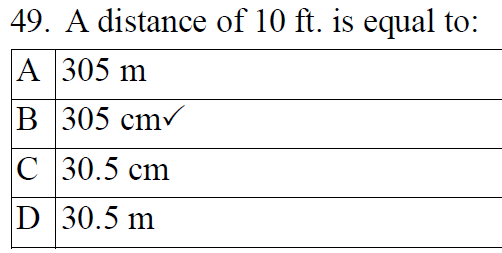 49. A distance of 10 ft. is equal to:
A 305 m
B 305 cm✓
C 30.5 cm
D 30.5 m